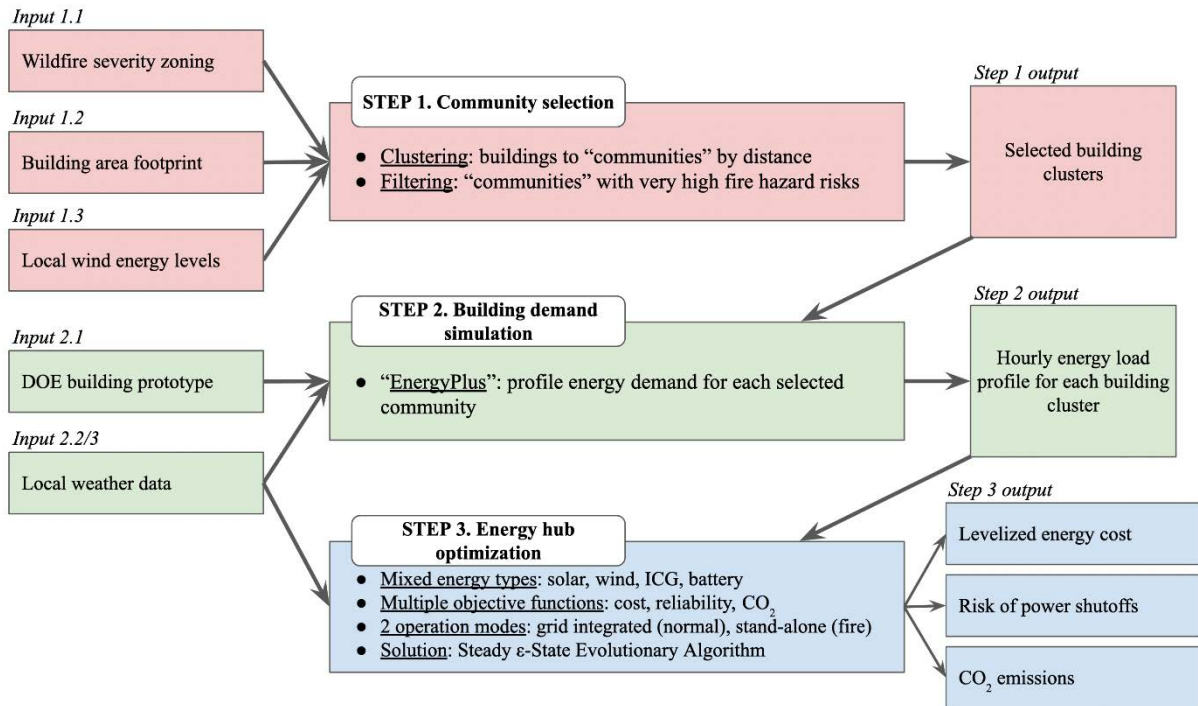 Input 1.1
Wildfire severity zoning
Input 1.2
Building area footprint
Input 1.3
Local wind energy levels
STEP 1. Community selection
● Clustering: buildings to “communities” by distance
● Filtering: “communities” with very high fire hazard risks
Step 1 output
Selected building
clusters
Input 2.1
DOE building prototype
Input 2.2/3
Local weather data
STEP 2. Building demand
simulation
● “EnergyPlus”: profile energy demand for each selected
community
Step 2 output
Hourly energy load
profile for each building
cluster
STEP 3. Energy hub
optimization
● Mixed energy types: solar, wind, ICG, battery
● Multiple objective functions: cost, reliability, CO₂
● 2 operation modes: grid integrated (normal), stand-alone (fire)
● Solution: Steady ε-State Evolutionary Algorithm
Step 3 output
Levelized energy cost
Risk of power shutoffs
CO₂ emissions